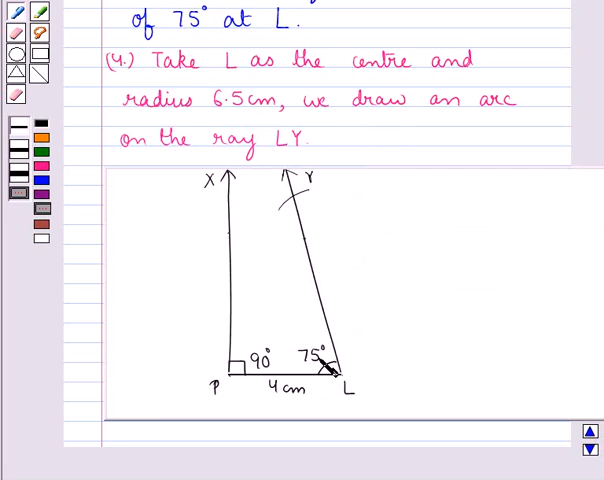 of 75° at L.
(4.) Take L as the centre and
radius 6.5cm, we draw an arc
on the ray LY.
X Y
90° 75°
P 4 cm L